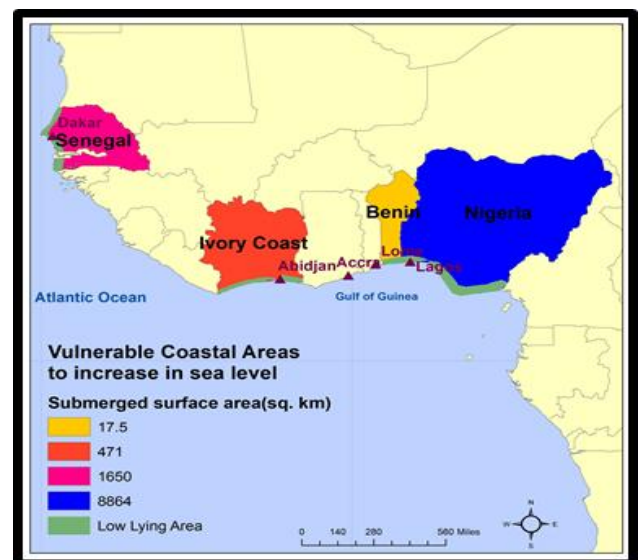 Dakar
Senegal
Ivory Coast
Benin
Nigeria
Abidjan
Accra
Lome
Lagos
Atlantic Ocean
Gulf of Guinea
Vulnerable Coastal Areas
to increase in sea level
Submerged surface area(sq. km)
17.5
471
1650
8864
Low Lying Area
0 140 280 560 Miles
N
W E
S